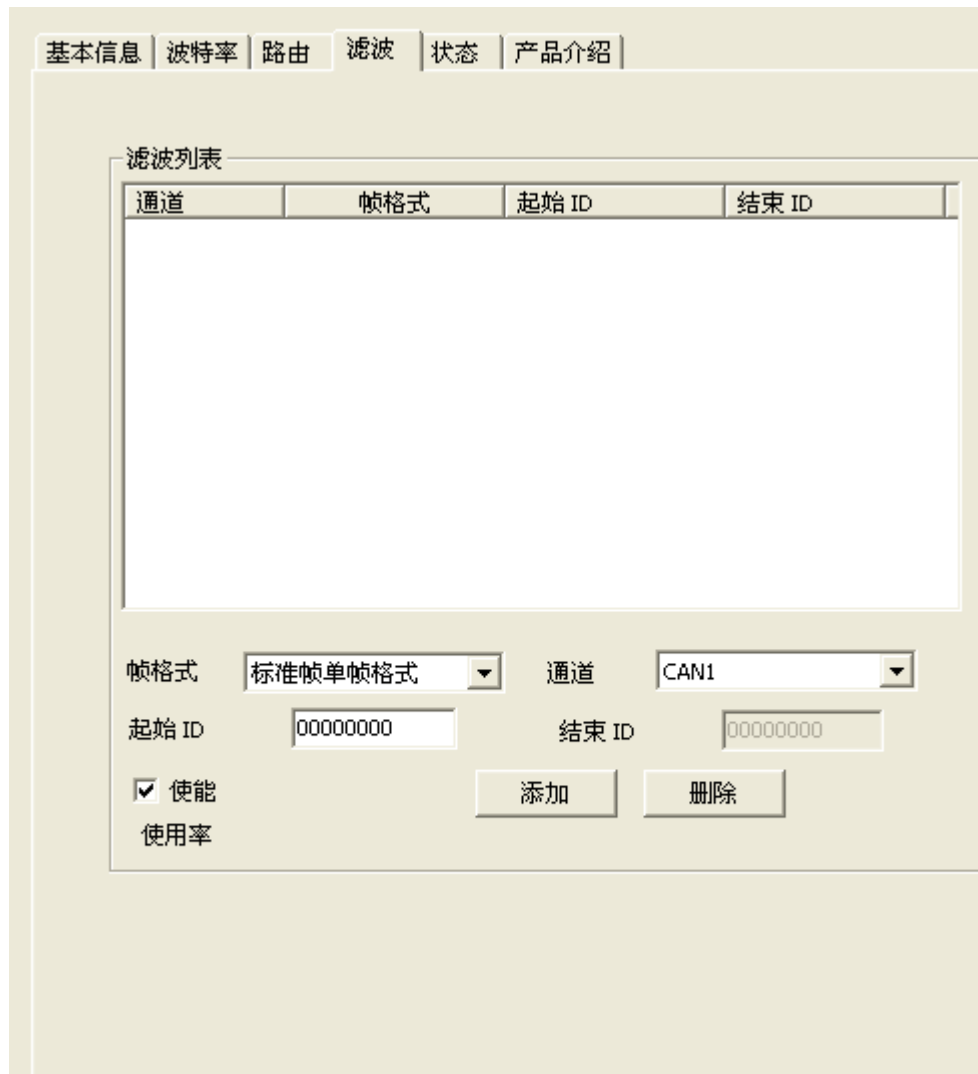 基本信息 波特率 路由 滤波 状态 产品介绍
滤波列表
通道 帧格式 起始 ID 结束 ID
帧格式 标准帧单帧格式 通道 CAN1
起始 ID 00000000 结束 ID 00000000
使能 添加 删除
使用率